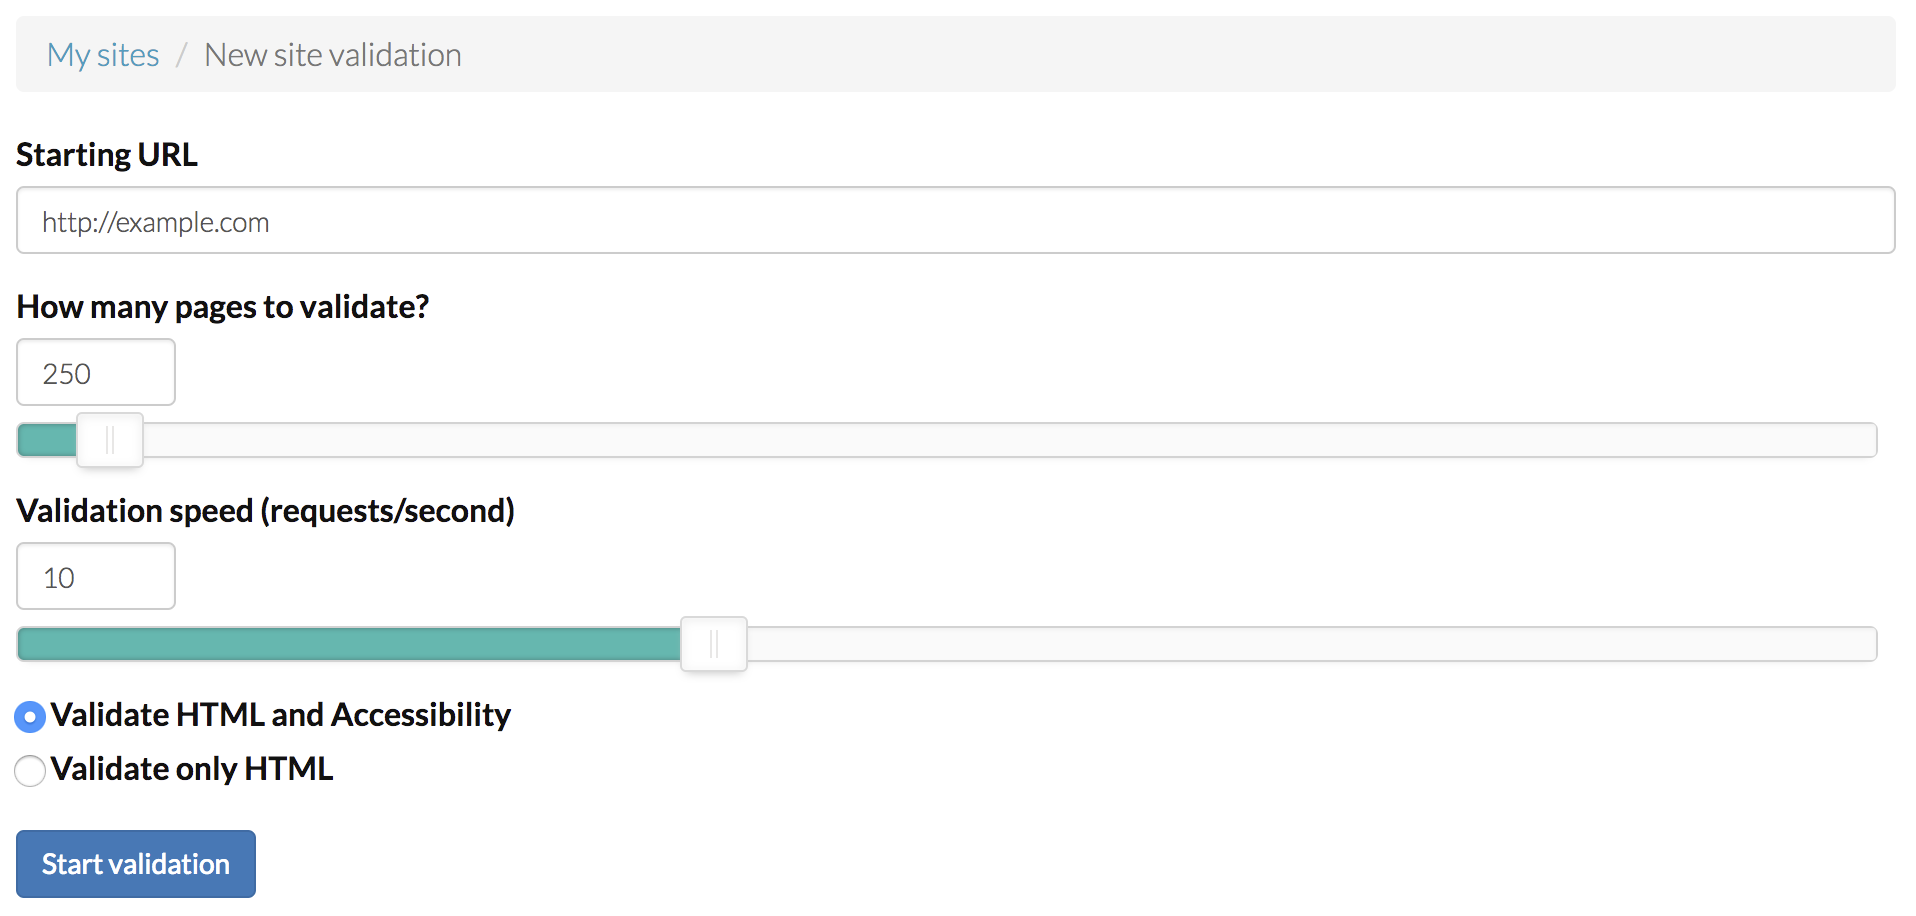 My sites / New site validation
Starting URL
http://example.com
How many pages to validate?
250
Validation speed (requests/second)
10
Validate HTML and Accessibility
Validate only HTML
Start validation